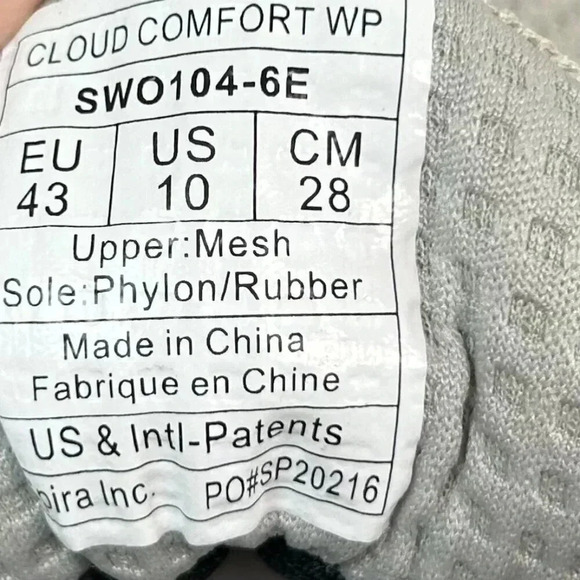 CLOUD COMFORT WP
SWO104-6E
EU US CM
43 10 28
Upper:Mesh
Sole:Phylon/Rubber
Made in China
Fabrique en Chine
US & Intl-Patents
Inc. PO#SP20216